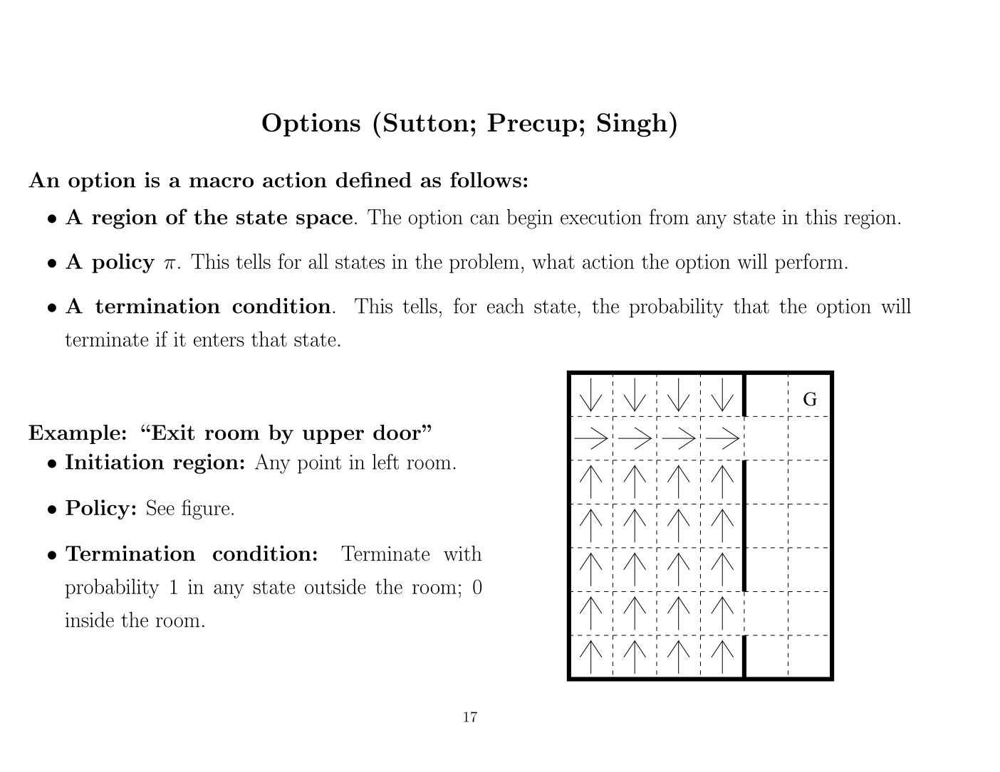 Options (Sutton; Precup; Singh)
An option is a macro action defined as follows:
• A region of the state space. The option can begin execution from any state in this region.
• A policy π. This tells for all states in the problem, what action the option will perform.
• A termination condition. This tells, for each state, the probability that the option will
terminate if it enters that state.
Example: “Exit room by upper door”
• Initiation region: Any point in left room.
• Policy: See figure.
• Termination condition: Terminate with
probability 1 in any state outside the room; 0
inside the room.
G
17